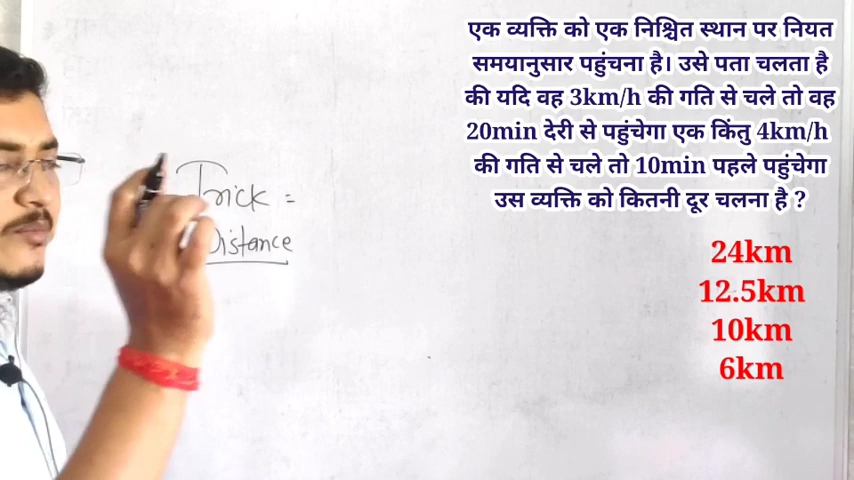 एक व्यक्ति को एक निश्चित स्थान पर नियत
समयानुसार पहुंचना है। उसे पता चलता है
की यदि वह 3km/h की गति से चले तो वह
20min देरी से पहुंचेगा एक किंतु 4km/h
की गति से चले तो 10min पहले पहुंचेगा
उस व्यक्ति को कितनी दूर चलना है ?
Trick =
Distance
24km
12.5km
10km
6km